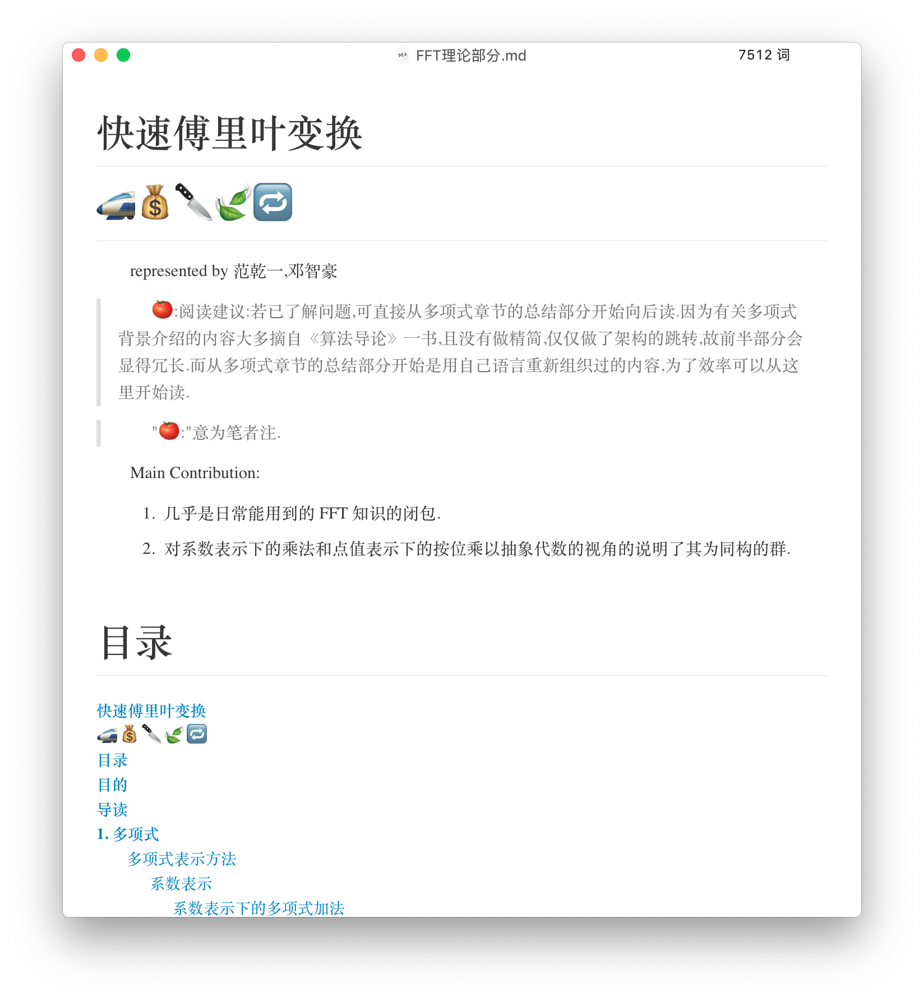 FFT理论部分.md
7512 词
快速傅里叶变换
🚅💰🔪🍃🔁
represented by 范乾一,邓智豪
🍅:阅读建议:若已了解问题,可直接从多项式章节的总结部分开始向后读.因为有关多项式
背景介绍的内容大多摘自《算法导论》一书,且没有做精简,仅仅做了架构的跳转,故前半部分会
显得冗长.而从多项式章节的总结部分开始是用自己语言重新组织过的内容,为了效率可以从这
里开始读.
"🍅:"意为笔者注.
Main Contribution:
1. 几乎是日常能用到的 FFT 知识的闭包.
2. 对系数表示下的乘法和点值表示下的按位乘以抽象代数的视角的说明了其为同构的群.
目录
快速傅里叶变换
🚅💰🔪🍃🔁
目录
目的
导读
1. 多项式
多项式表示方法
系数表示
系数表示下的多项式加法